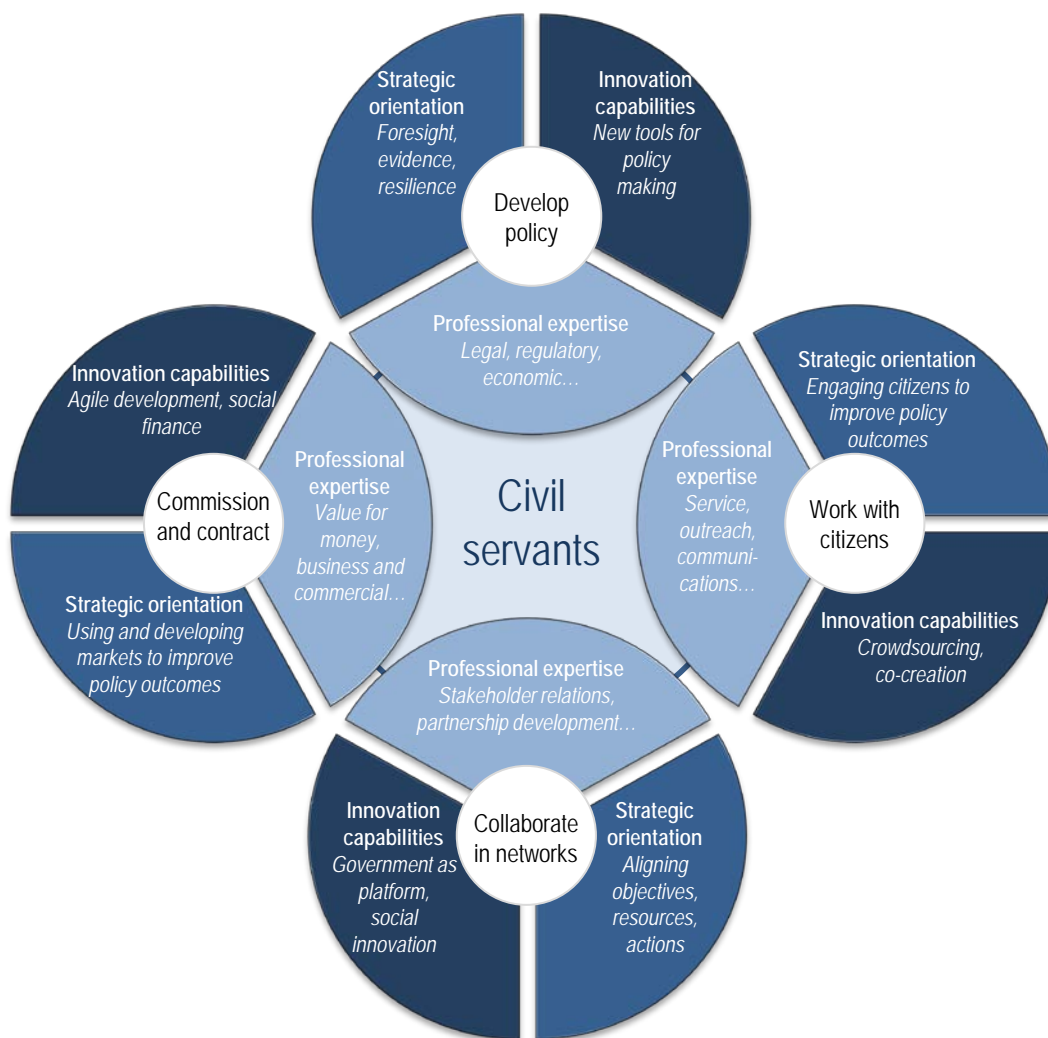 Strategic
orientation
Foresight,
evidence,
resilience
Innovation
capabilities
New tools for
policy
making
Develop
policy
Professional expertise
Legal, regulatory,
economic…
Innovation capabilities
Agile development, social
finance
Commission
and contract
Professional
expertise
Value for
money,
business and
commercial…
Strategic orientation
Using and developing
markets to improve
policy outcomes
Civil
servants
Strategic orientation
Engaging citizens to
improve policy
outcomes
Professional
expertise
Service,
outreach,
communi-
cations…
Work with
citizens
Innovation capabilities
Crowdsourcing,
co-creation
Professional expertise
Stakeholder relations,
partnership development…
Innovation
capabilities
Government as
platform,
social
innovation
Collaborate
in networks
Strategic
orientation
Aligning
objectives,
resources,
actions